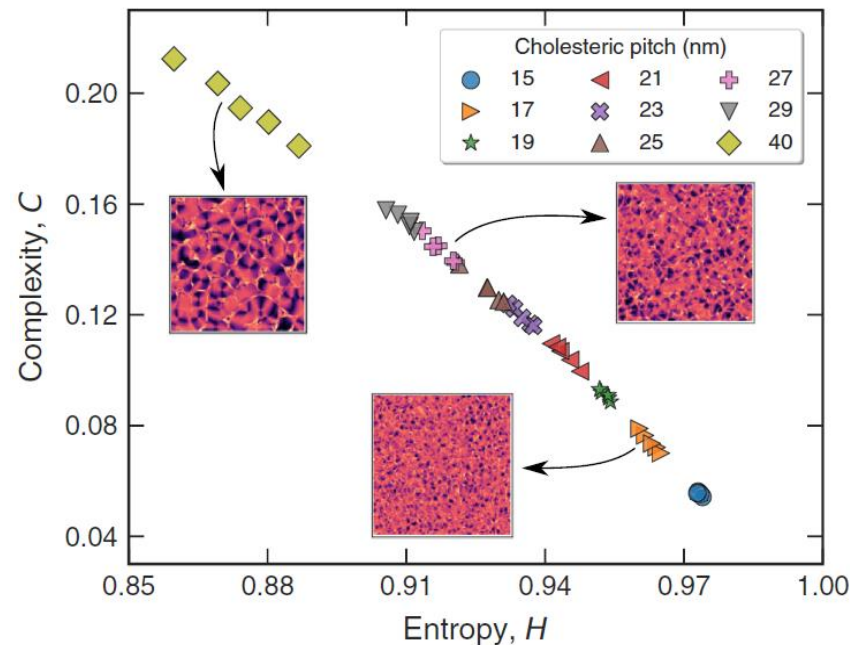 Cholesteric pitch (nm)
15 21 27
17 23 29
19 25 40
Complexity, C
0.20
0.16
0.12
0.08
0.04
0.85 0.88 0.91 0.94 0.97 1.00
Entropy, H